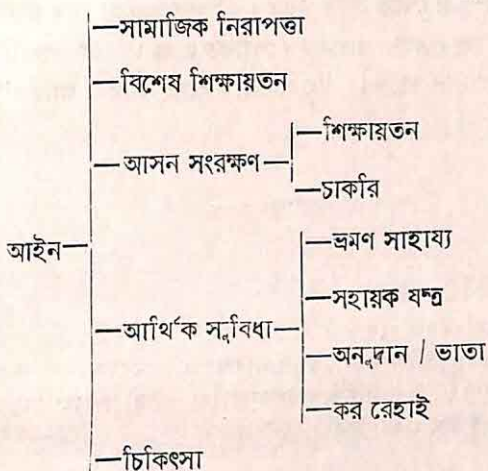 সামাজিক নিরাপত্তা
বিশেষ শিক্ষায়তন
শিক্ষায়তন
আসন সংরক্ষণ
চাকরি
ভ্রমণ সাহায্য
আইন
সহায়ক যন্ত্র
আর্থিক সুবিধা
অনুদান / ভাতা
কর রেহাই
চিকিৎসা